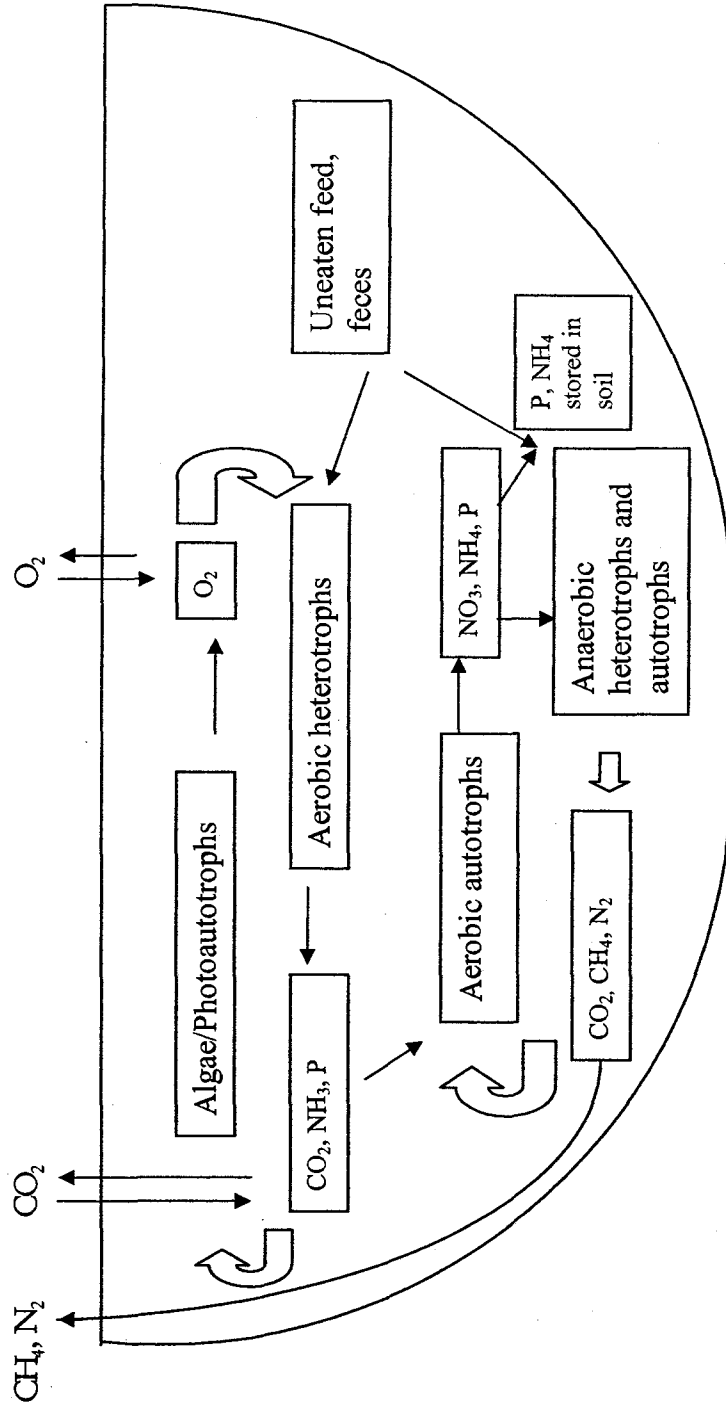 CH₄, N₂
CO₂
O₂
Algae/Photoautotrophs
O₂
CO₂, NH₃, P
Aerobic heterotrophs
Uneaten feed,
feces
Aerobic autotrophs
NO₃, NH₄, P
P, NH₄
stored in
soil
CO₂, CH₄, N₂
Anaerobic
heterotrophs and
autotrophs